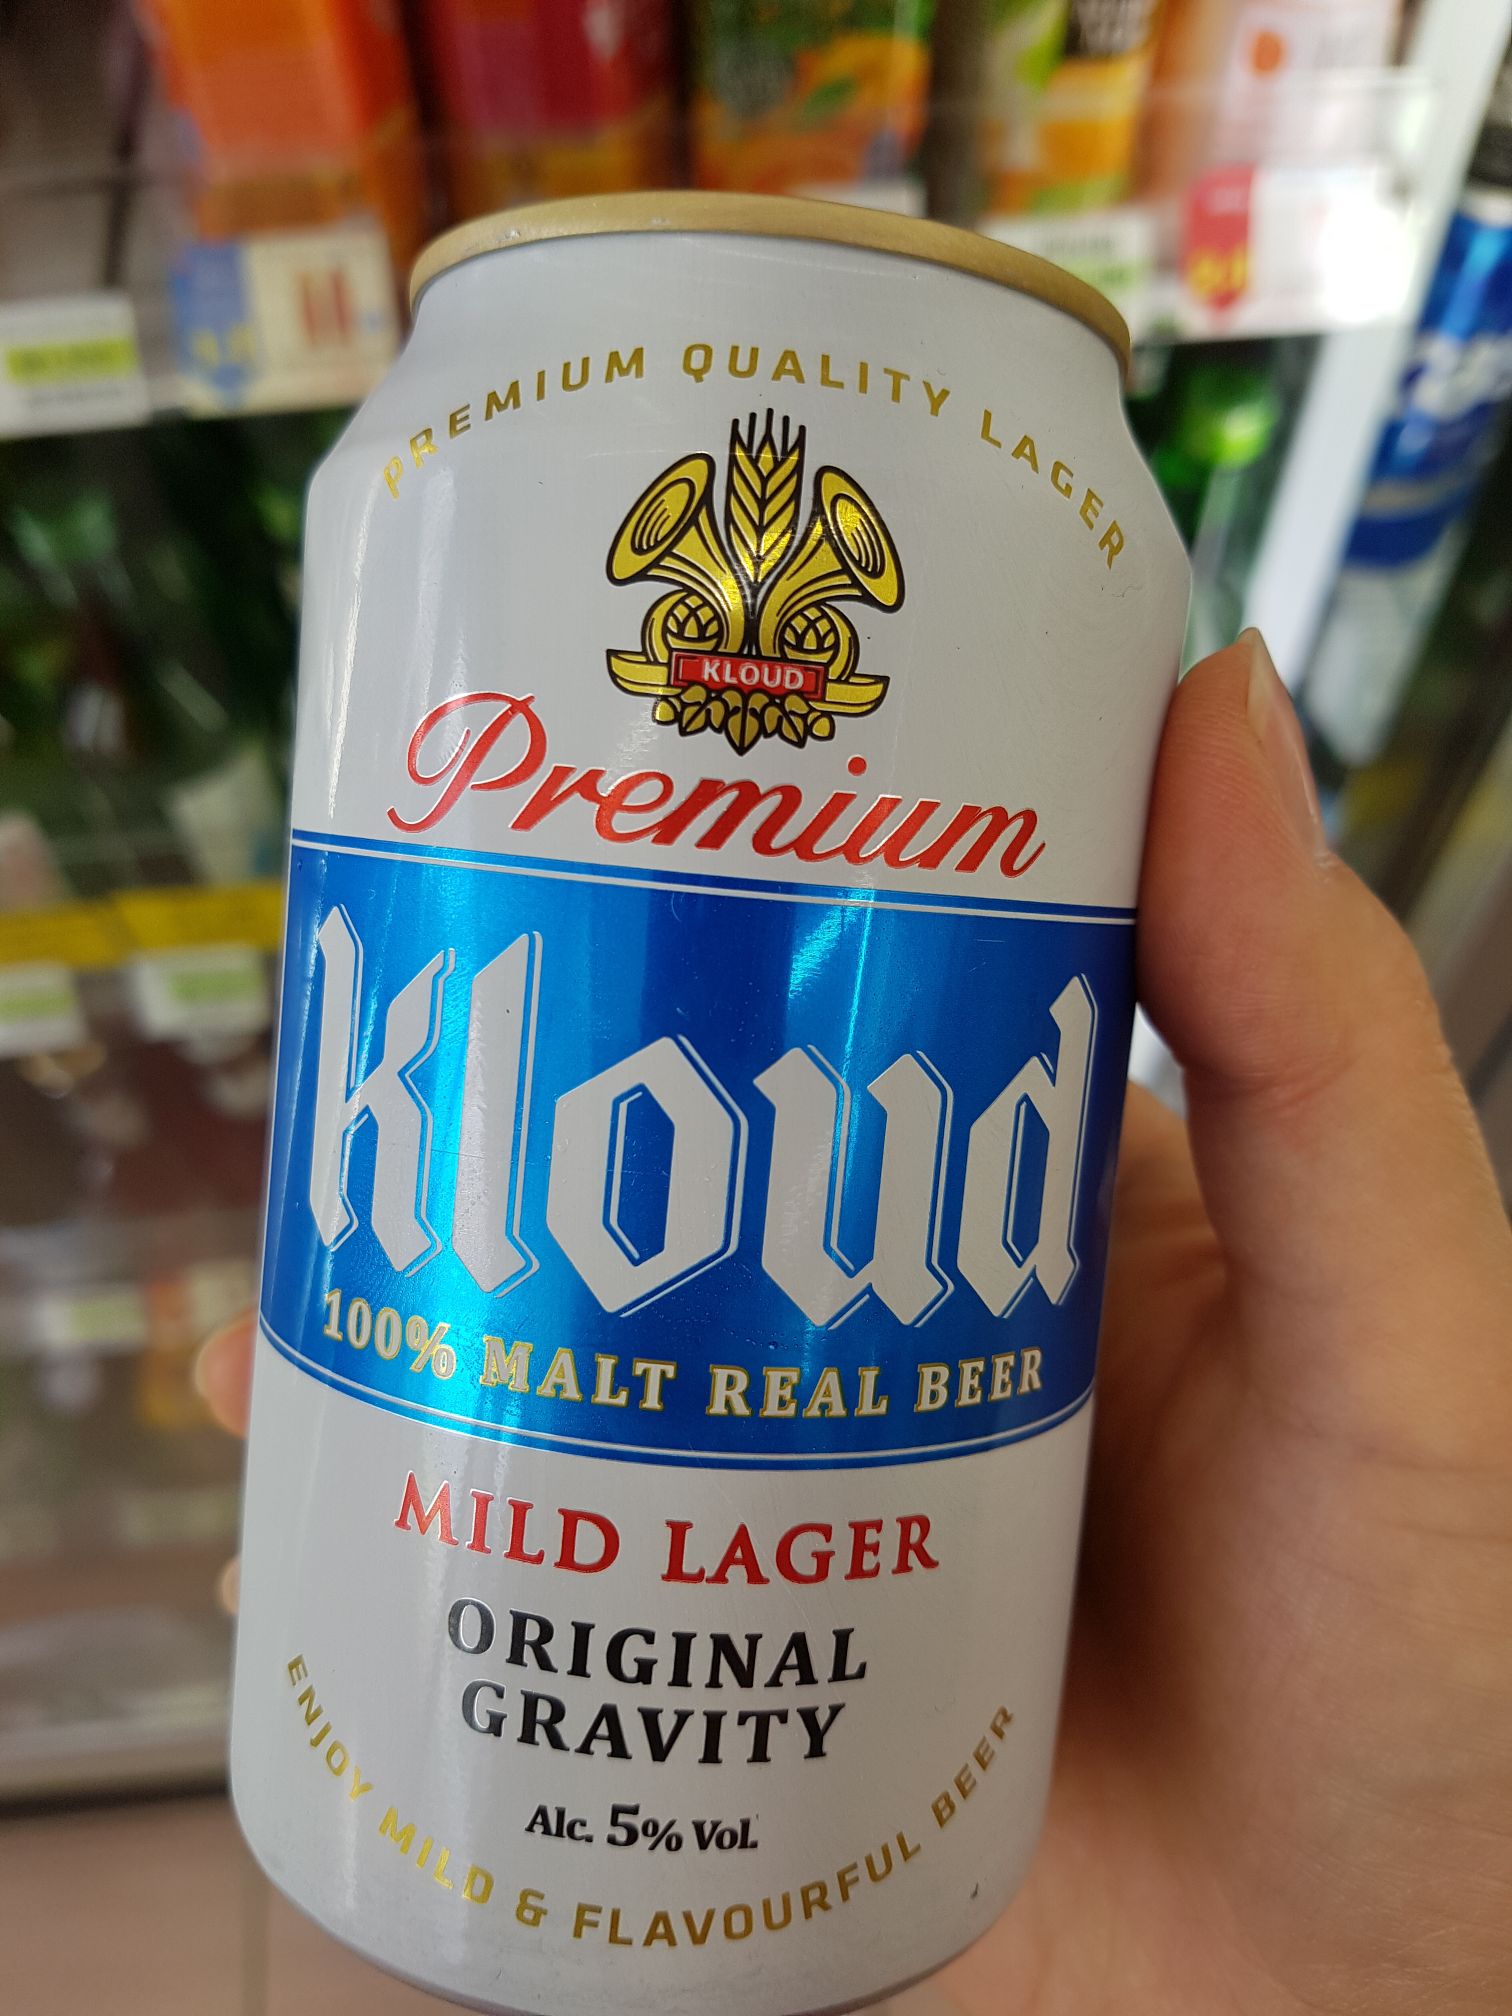 PREMIUM QUALITY LAGER
KLOUD
Premium
Kloud
100% MALT REAL BEER
MILD LAGER
ORIGINAL
GRAVITY
Alc. 5% Vol.
ENJOY MILD & FLAVOURFUL BEER